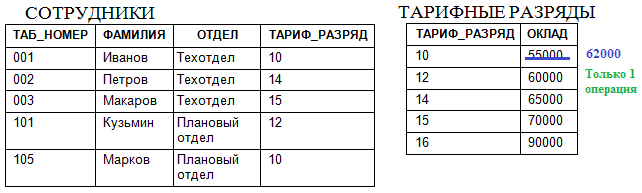 СОТРУДНИКИ
ТАБ_НОМЕР ФАМИЛИЯ ОТДЕЛ ТАРИФ_РАЗРЯД
001 Иванов Техотдел 10
002 Петров Техотдел 14
003 Макаров Техотдел 15
101 Кузьмин Плановый отдел 12
105 Марков Плановый отдел 10
ТАРИФНЫЕ РАЗРЯДЫ
ТАРИФ_РАЗРЯД ОКЛАД
10 55000 62000
12 60000
14 65000
15 70000
16 90000
Только 1
операция